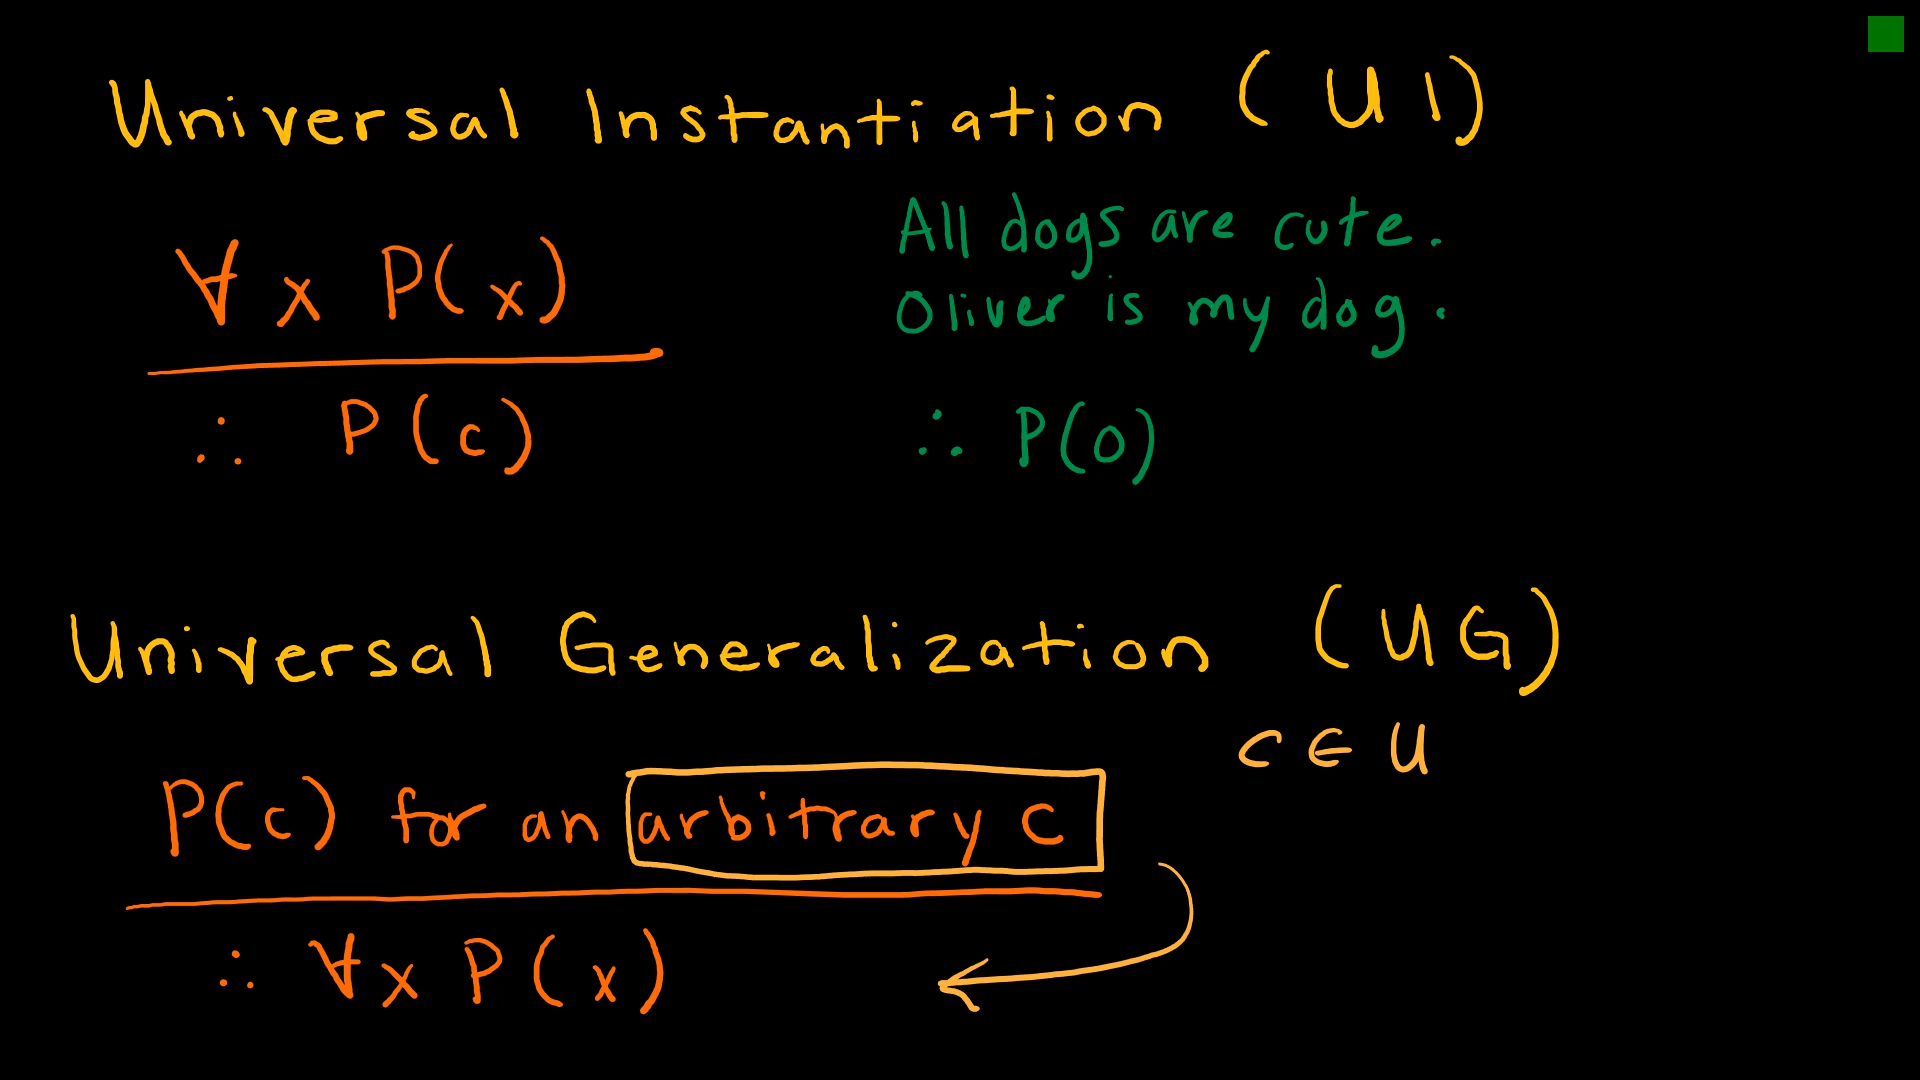 Universal Instantiation (UI)
∀x P(x)
∴ P(c)
All dogs are cute.
Oliver is my dog.
∴ P(O)
Universal Generalization (UG)
c ∈ U
P(c) for an arbitrary c
∴ ∀x P(x)